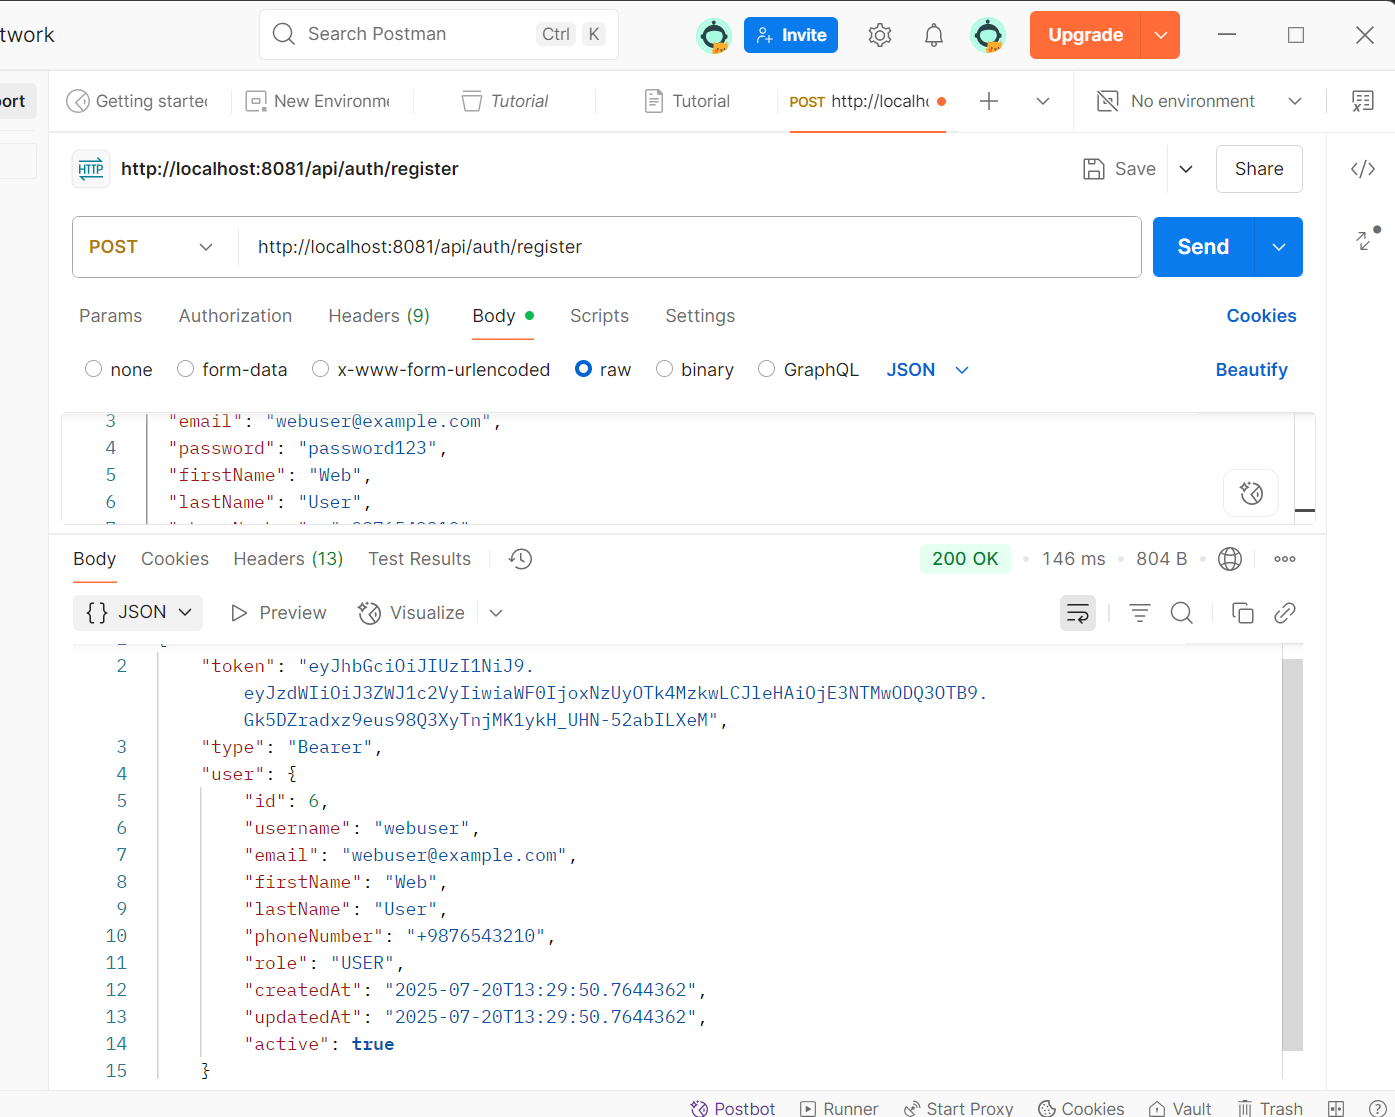 twork
Search Postman Ctrl K Invite Upgrade
ort
Getting starte New Environme Tutorial Tutorial POST http://localh No environment
HTTP http://localhost:8081/api/auth/register Save Share
POST http://localhost:8081/api/auth/register Send
Params Authorization Headers (9) Body Scripts Settings Cookies
none form-data x-www-form-urlencoded raw binary GraphQL JSON Beautify
3 "email": "webuser@example.com",
4 "password": "password123",
5 "firstName": "Web",
6 "lastName": "User",
Body Cookies Headers (13) Test Results 200 OK 146 ms 804 B
{} JSON Preview Visualize
2 "token": "eyJhbGciOiJIUzI1NiJ9.
eyJzdWIiOiJ3ZWJ1c2VyIiwiaWF0IjoxNzUyOTk4MzkwLCJleHAiOjE3NTMwODQ3OTB9.
Gk5DZradxz9eus98Q3XyTnjMK1ykH_UHN-52abILXeM",
3 "type": "Bearer",
4 "user": {
5 "id": 6,
6 "username": "webuser",
7 "email": "webuser@example.com",
8 "firstName": "Web",
9 "lastName": "User",
10 "phoneNumber": "+9876543210",
11 "role": "USER",
12 "createdAt": "2025-07-20T13:29:50.7644362",
13 "updatedAt": "2025-07-20T13:29:50.7644362",
14 "active": true
15 }
Postbot Runner Start Proxy Cookies Vault Trash